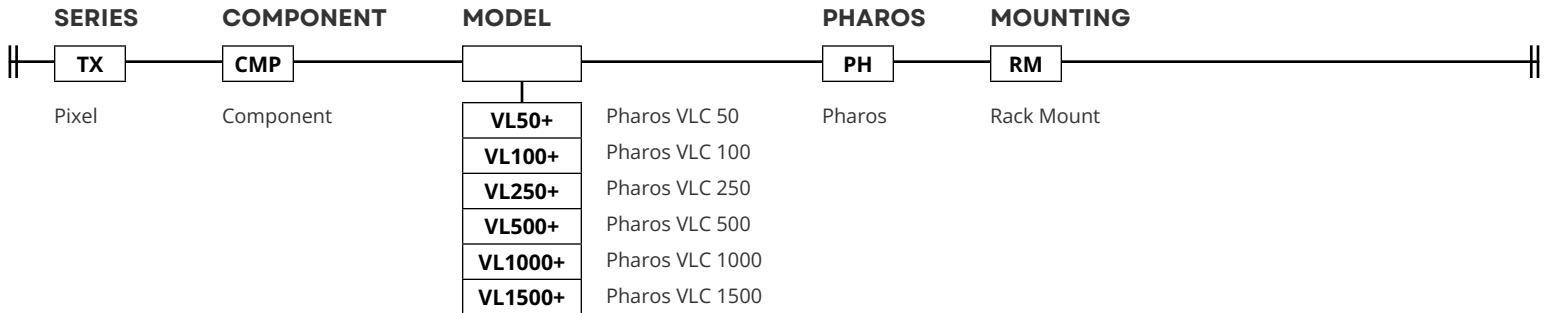 SERIES COMPONENT MODEL PHAROS MOUNTING
TX CMP PH RM
Pixel Component VL50+ Pharos VLC 50 Pharos Rack Mount
VL100+ Pharos VLC 100
VL250+ Pharos VLC 250
VL500+ Pharos VLC 500
VL1000+ Pharos VLC 1000
VL1500+ Pharos VLC 1500